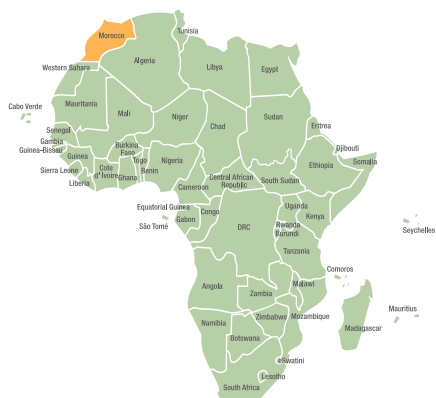 Morocco
Tunisia
Algeria
Libya
Egypt
Western Sahara
Cabo Verde
Mauritania
Mali
Niger
Chad
Sudan
Eritrea
Senegal
Gambia
Guinea-Bissau
Guinea
Sierra Leone
Liberia
Cote
d' Ivoire
Burkina
Faso
Ghana
Togo
Benin
Nigeria
Djibouti
Somalia
Ethiopia
Cameroon
Central African
Republic
South Sudan
Equatorial Guinea
São Tomé
Gabon
Congo
DRC
Uganda
Kenya
Rwanda
Burundi
Tanzania
Seychelles
Comoros
Angola
Zambia
Malawi
Mozambique
Zimbabwe
Namibia
Botswana
Madagascar
Mauritius
eSwatini
Lesotho
South Africa